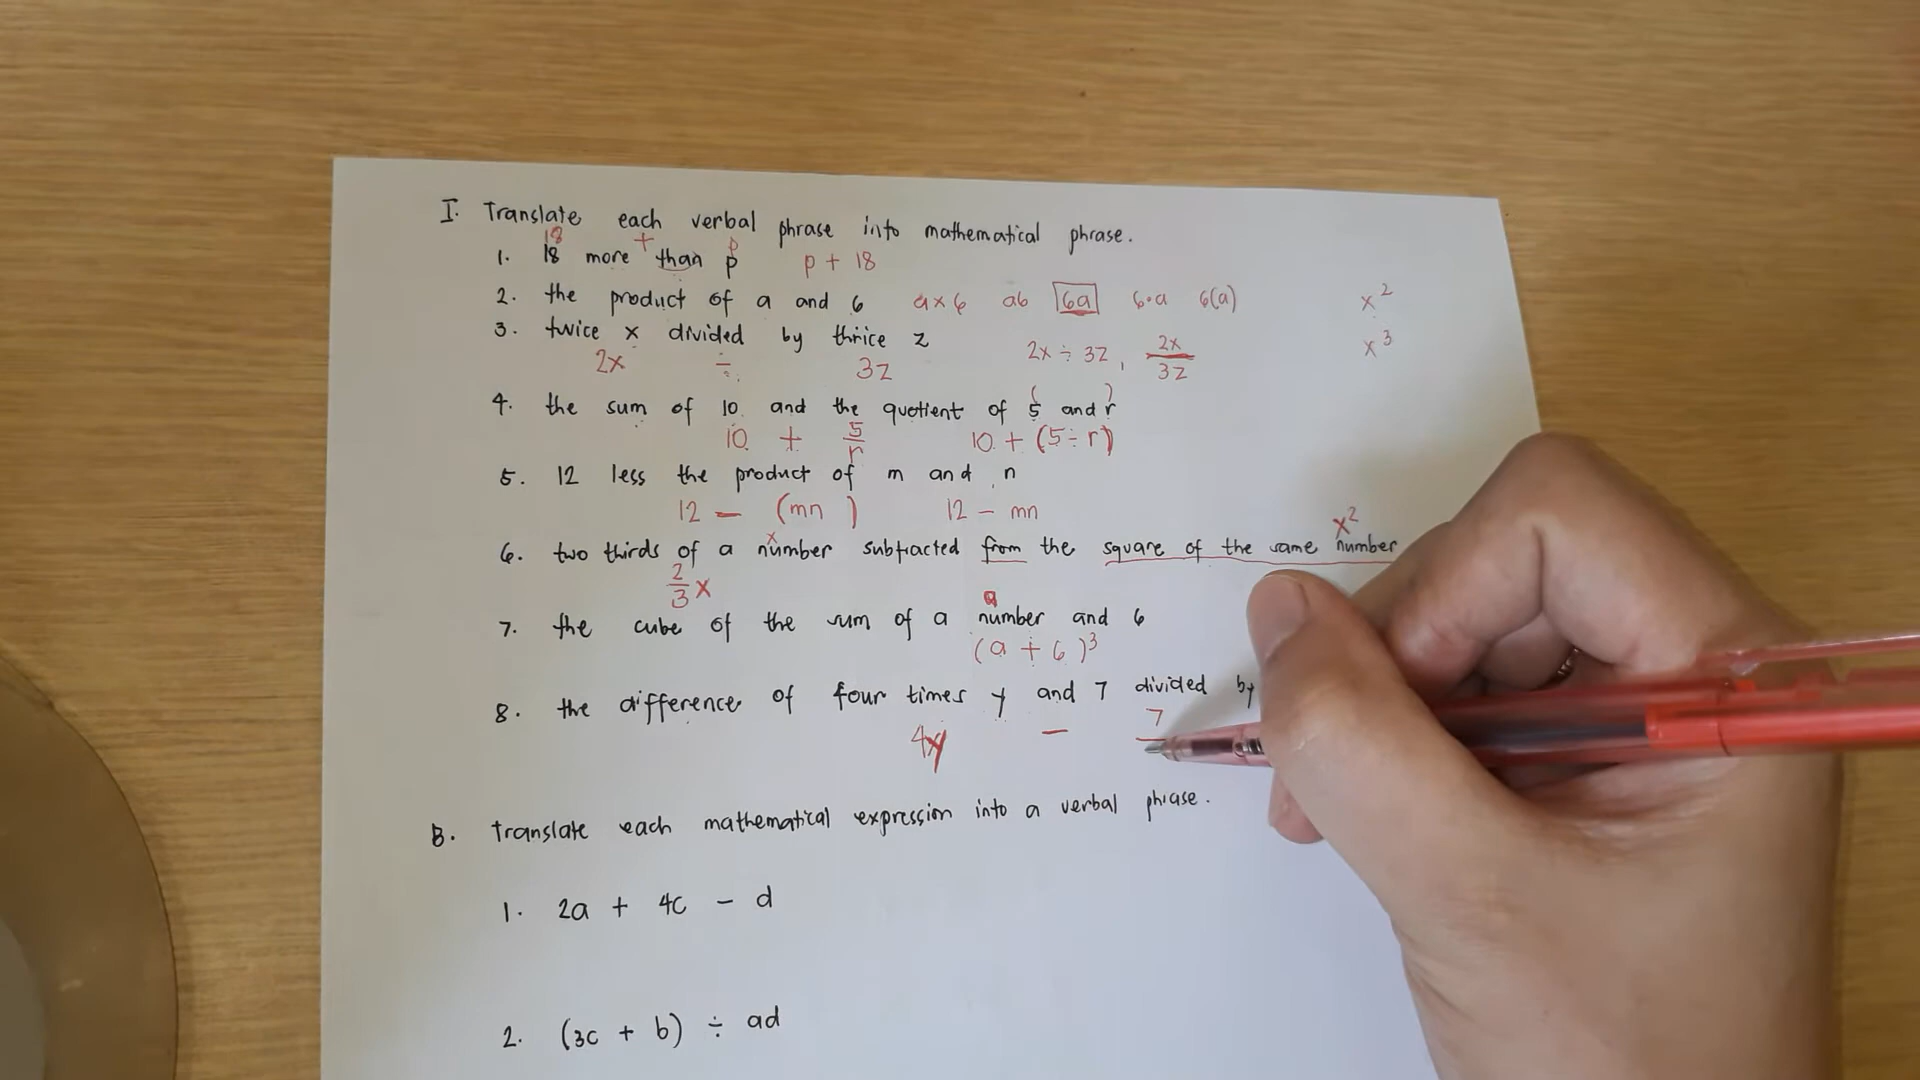 I. Translate each verbal phrase into mathematical phrase.
18 + p
1. 18 more than p p + 18
2. the product of a and 6 a×6 a6 6a 6·a 6(a) x²
3. twice x divided by thrice z x³
2x ÷ 3z 2x ÷ 3z, 2x/3z
4. the sum of 10 and the quotient of 5 and r
10 + 5/r 10 + (5 ÷ r)
5. 12 less the product of m and n
12 – (mn) 12 – mn
x x²
6. two thirds of a number subtracted from the square of the same number
2/3 x
a
7. the cube of the sum of a number and 6
(a + 6)³
8. the difference of four times y and 7 divided by
4y – 7
B. Translate each mathematical expression into a verbal phrase.
1. 2a + 4c – d
2. (3c + b) ÷ ad